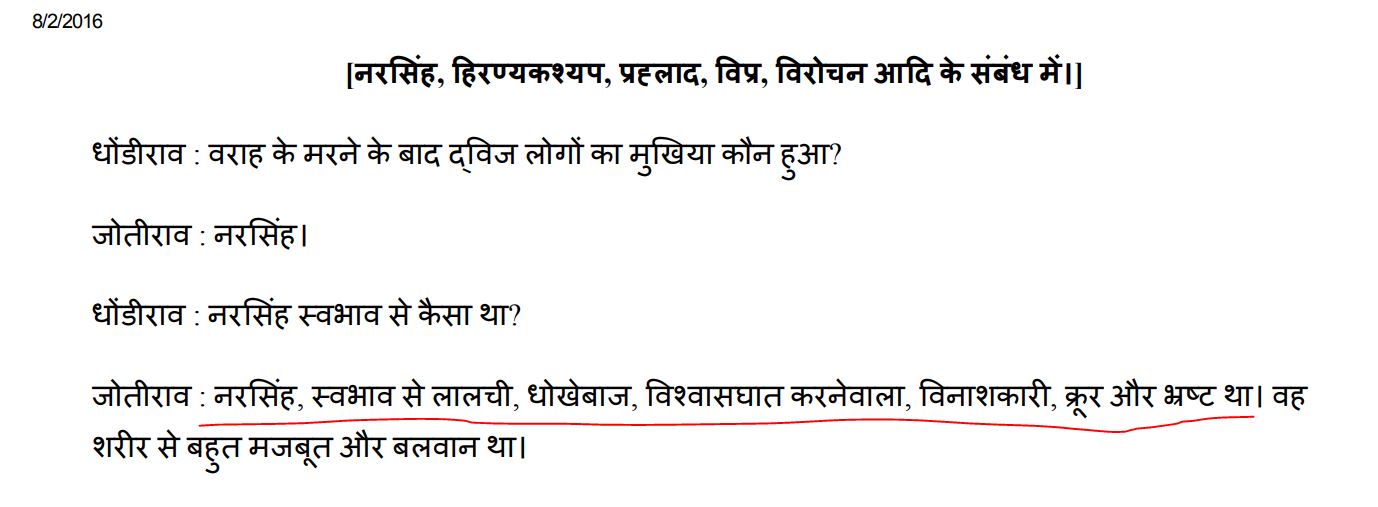 8/2/2016
[नरसिंह, हिरण्यकश्यप, प्रह्लाद, विप्र, विरोचन आदि के संबंध में।]
धोंडीराव : वराह के मरने के बाद द्‌विज लोगों का मुखिया कौन हुआ?
जोतीराव : नरसिंह।
धोंडीराव : नरसिंह स्वभाव से कैसा था?
जोतीराव : नरसिंह, स्वभाव से लालची, धोखेबाज, विश्वासघात करनेवाला, विनाशकारी, क्रूर और भ्रष्ट था। वह
शरीर से बहुत मजबूत और बलवान था।